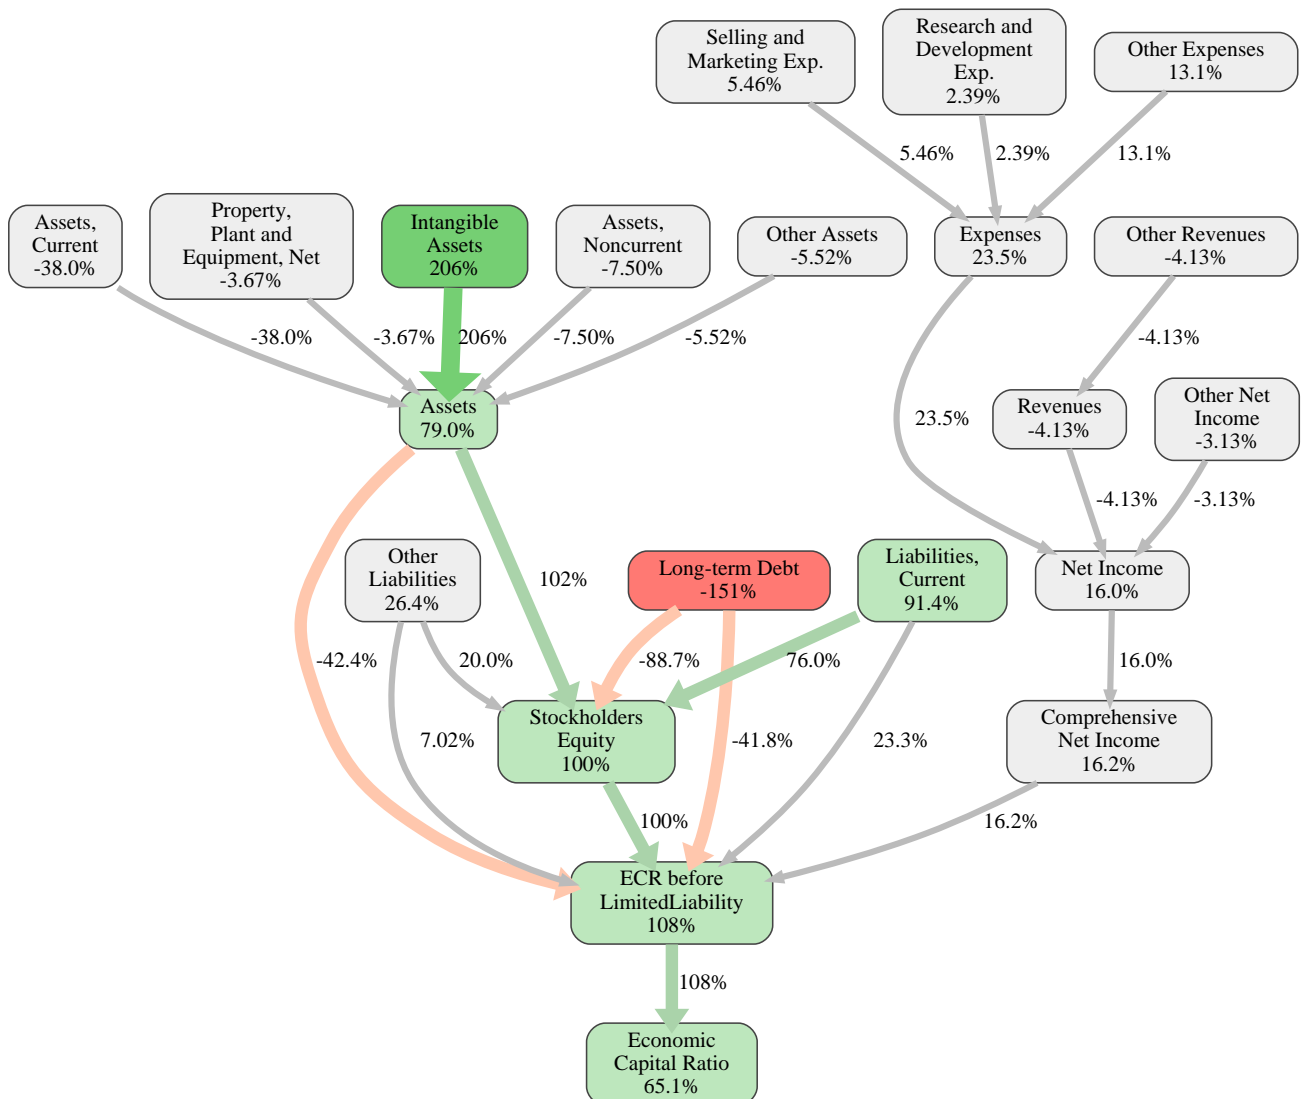 Selling and
Marketing Exp.
5.46%
Research and
Development
Exp.
2.39%
Other Expenses
13.1%
5.46%
2.39%
13.1%
Assets,
Current
-38.0%
Property,
Plant and
Equipment, Net
-3.67%
Intangible
Assets
206%
Assets,
Noncurrent
-7.50%
Other Assets
-5.52%
Expenses
23.5%
Other Revenues
-4.13%
-38.0%
-3.67%
206%
-7.50%
-5.52%
-4.13%
Assets
79.0%
23.5%
Revenues
-4.13%
Other Net
Income
-3.13%
-4.13%
-3.13%
Other
Liabilities
26.4%
102%
Long-term Debt
-151%
Liabilities,
Current
91.4%
Net Income
16.0%
-42.4%
20.0%
-88.7%
76.0%
16.0%
Stockholders
Equity
100%
7.02%
-41.8%
23.3%
Comprehensive
Net Income
16.2%
100%
16.2%
ECR before
LimitedLiability
108%
108%
Economic
Capital Ratio
65.1%